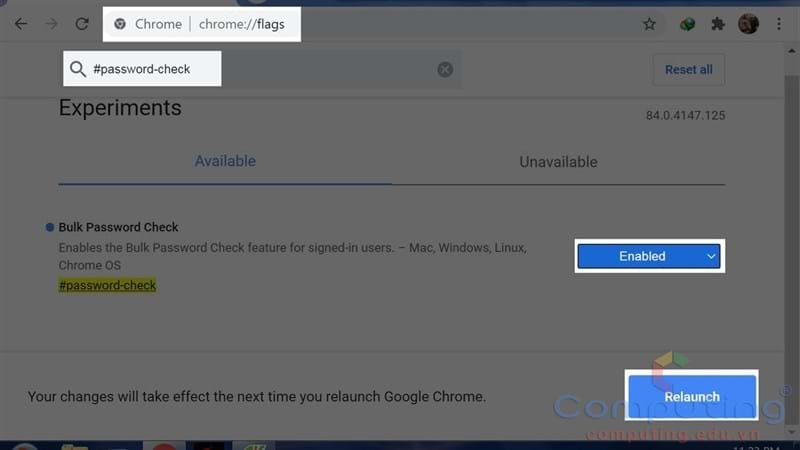 Chrome | chrome://flags
#password-check
Reset all
Experiments
84.0.4147.125
Available
Unavailable
Bulk Password Check
Enables the Bulk Password Check feature for signed-in users. – Mac, Windows, Linux,
Chrome OS
#password-check
Enabled
Your changes will take effect the next time you relaunch Google Chrome.
Relaunch
Computing®
computing.edu.vn